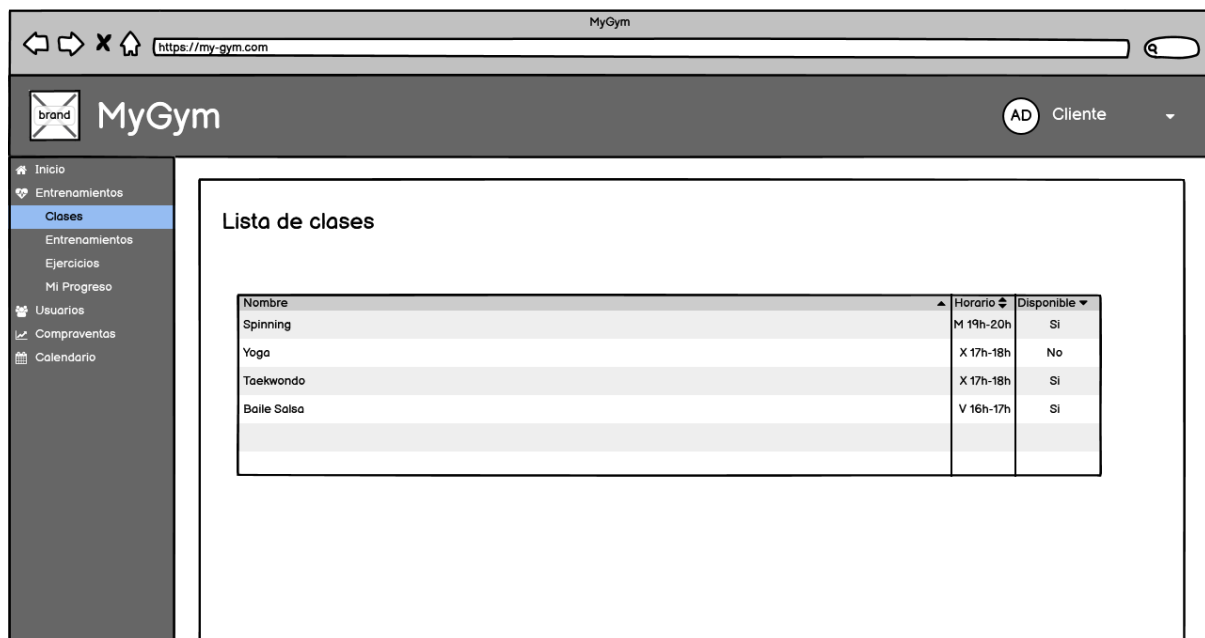 MyGym
https://my-gym.com
brand MyGym
AD Cliente
Inicio
Entrenamientos
Clases
Entrenamientos
Ejercicios
Mi Progreso
Usuarios
Compraventas
Calendario
Lista de clases
Nombre Horario Disponible
Spinning M 19h-20h Si
Yoga X 17h-18h No
Taekwondo X 17h-18h Si
Baile Salsa V 16h-17h Si